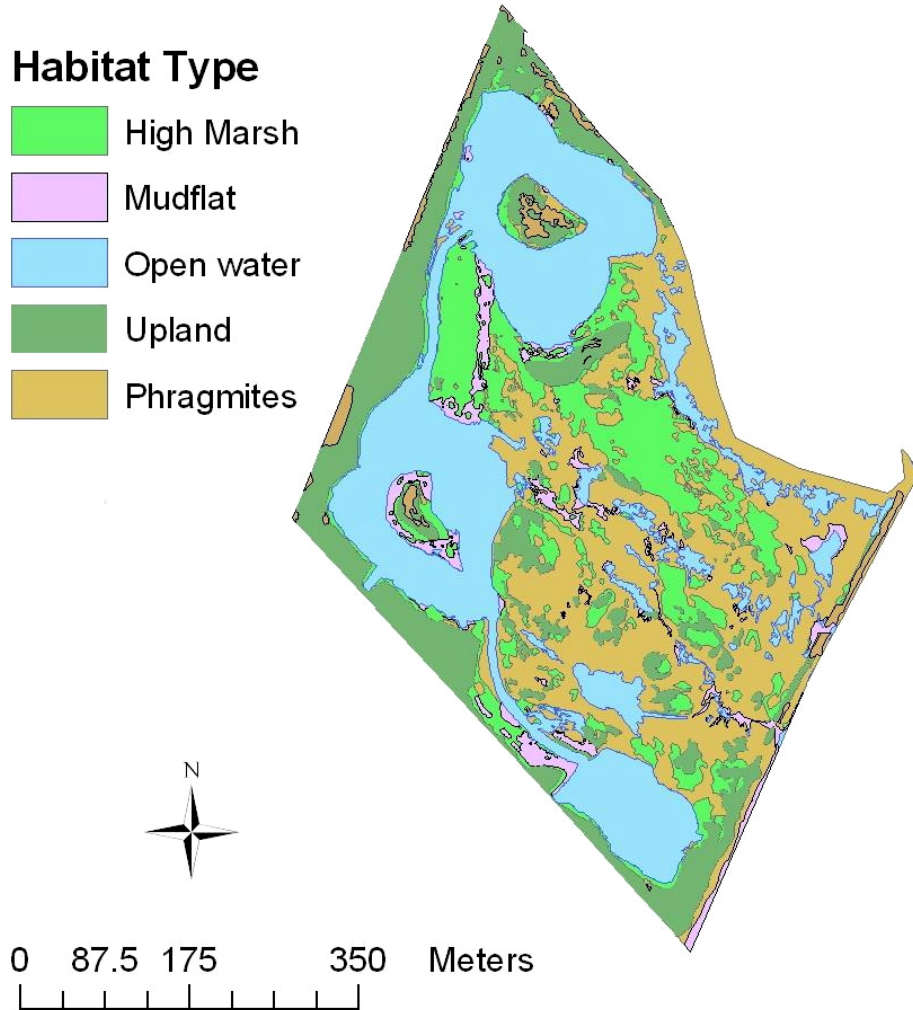 Habitat Type
High Marsh
Mudflat
Open water
Upland
Phragmites
N
0 87.5 175 350 Meters